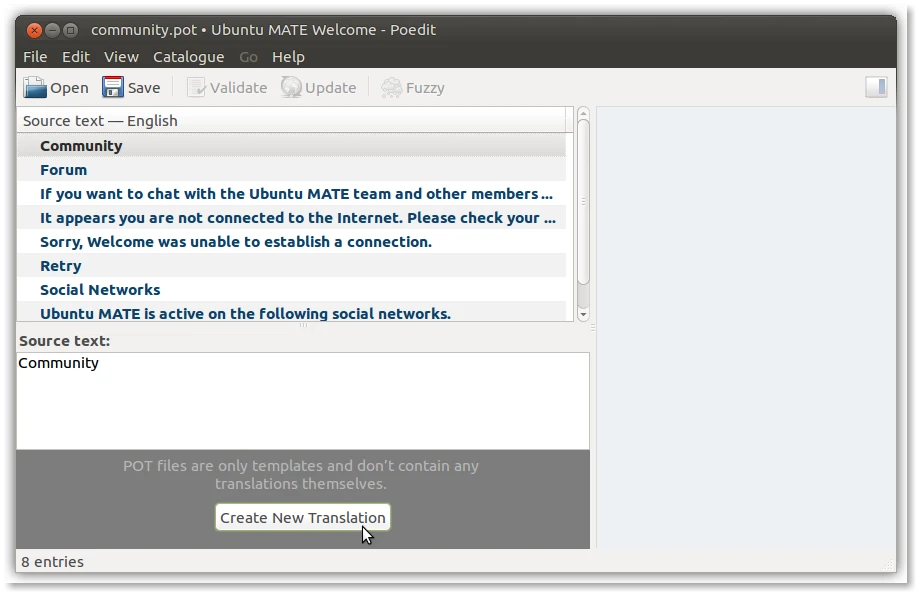 community.pot • Ubuntu MATE Welcome - Poedit
File Edit View Catalogue Go Help
Open Save Validate Update Fuzzy
Source text — English
Community
Forum
If you want to chat with the Ubuntu MATE team and other members ...
It appears you are not connected to the Internet. Please check your ...
Sorry, Welcome was unable to establish a connection.
Retry
Social Networks
Ubuntu MATE is active on the following social networks.
Source text:
Community
POT files are only templates and don’t contain any
translations themselves.
Create New Translation
8 entries